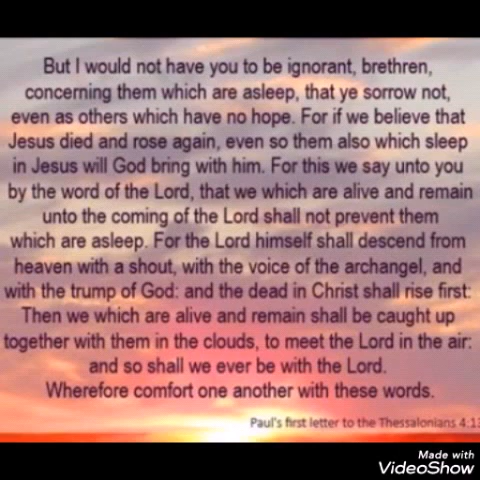 But I would not have you to be ignorant, brethren,
concerning them which are asleep, that ye sorrow not,
even as others which have no hope. For if we believe that
Jesus died and rose again, even so them also which sleep
in Jesus will God bring with him. For this we say unto you
by the word of the Lord, that we which are alive and remain
unto the coming of the Lord shall not prevent them
which are asleep. For the Lord himself shall descend from
heaven with a shout, with the voice of the archangel, and
with the trump of God: and the dead in Christ shall rise first:
Then we which are alive and remain shall be caught up
together with them in the clouds, to meet the Lord in the air:
and so shall we ever be with the Lord.
Wherefore comfort one another with these words.
Paul's first letter to the Thessalonians 4:13
Made with
VideoShow